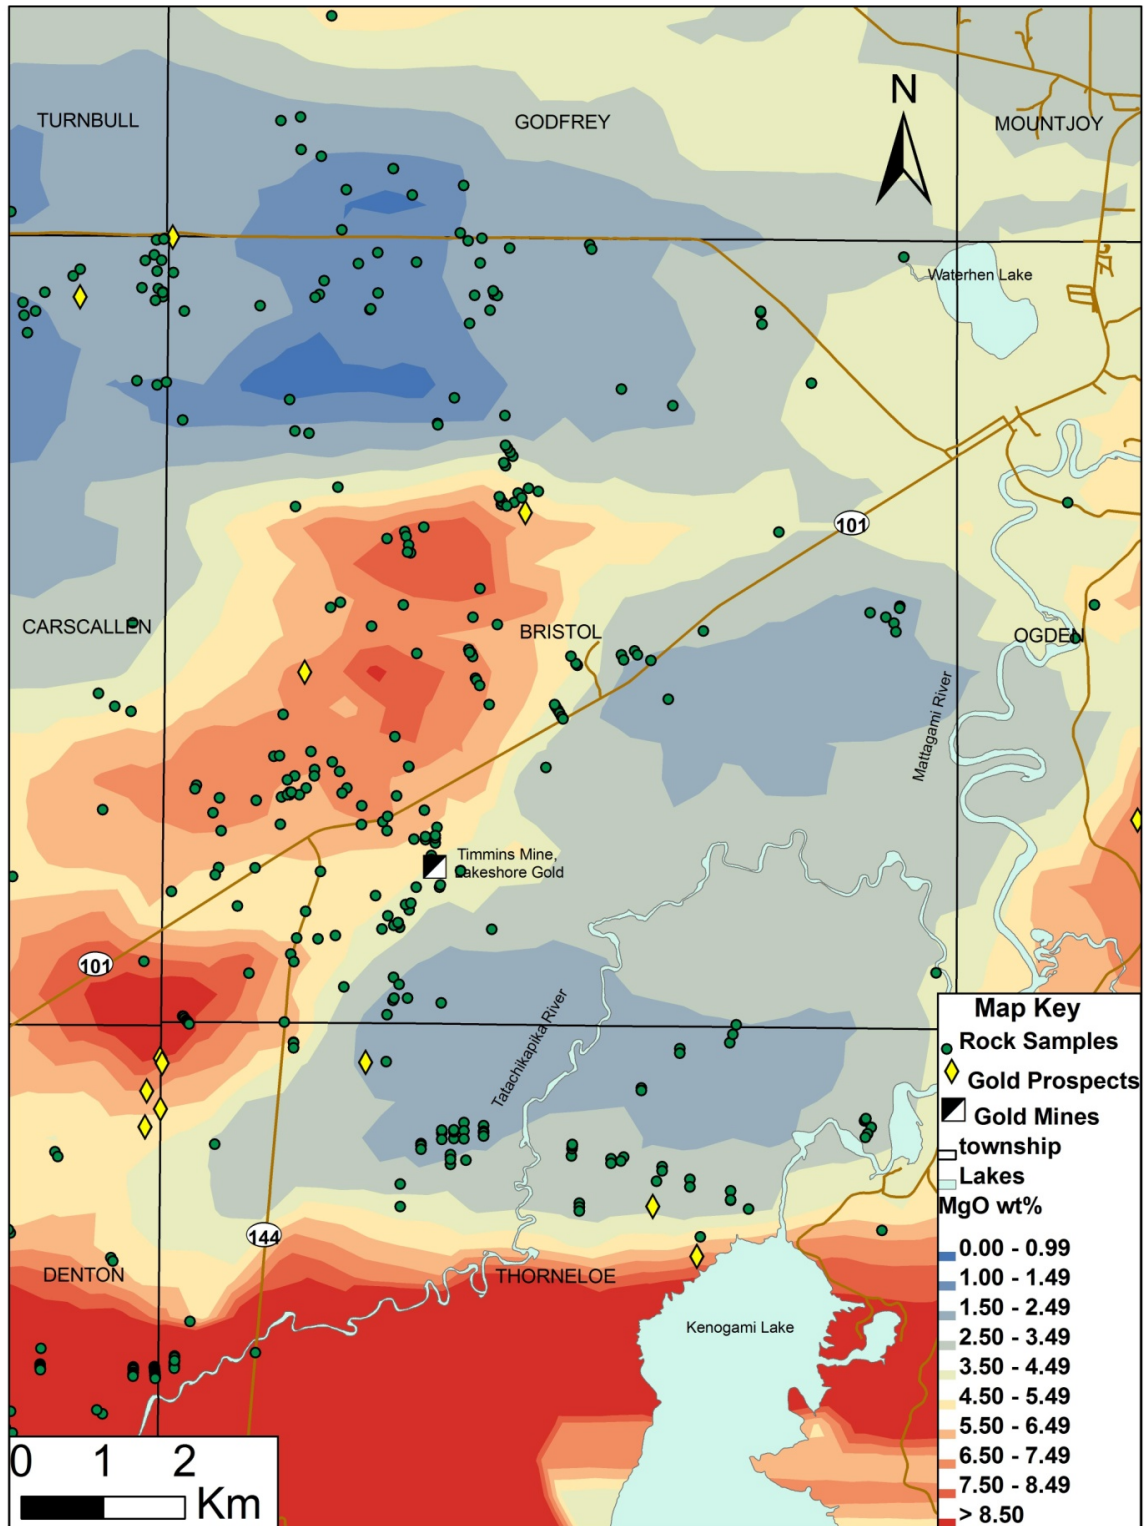 N
TURNBULL
GODFREY
MOUNTJOY
Waterhen Lake
101
CARSCALLEN
BRISTOL
OGDEN
Mattagami River
Timmins Mine,
Lakeshore Gold
101
Tatachikapika River
144
DENTON
THORNELOE
Kenogami Lake
Map Key
Rock Samples
Gold Prospects
Gold Mines
township
Lakes
MgO wt%
0.00 - 0.99
1.00 - 1.49
1.50 - 2.49
2.50 - 3.49
3.50 - 4.49
4.50 - 5.49
5.50 - 6.49
6.50 - 7.49
7.50 - 8.49
> 8.50
0 1 2
Km